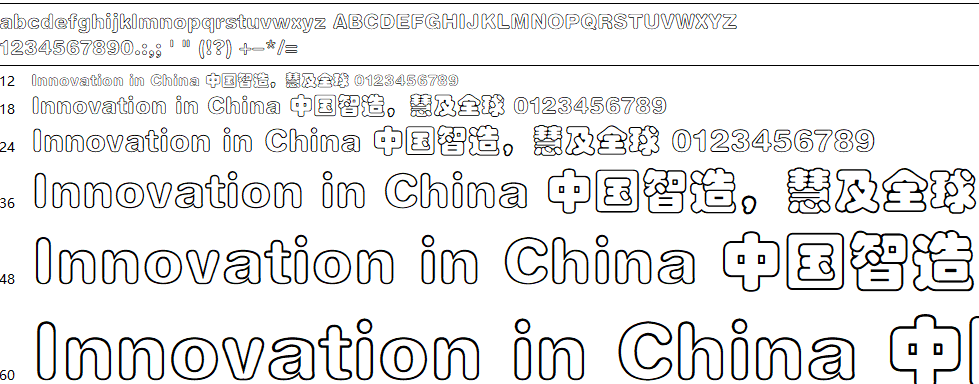 abcdefghijklmnopqrstuvwxyz ABCDEFGHIJKLMNOPQRSTUVWXYZ
1234567890.:,; ' " (!?) +-*/=
12 Innovation in China 中国智造，慧及全球 0123456789
18 Innovation in China 中国智造，慧及全球 0123456789
24 Innovation in China 中国智造，慧及全球 0123456789
36 Innovation in China 中国智造，慧及全球
48 Innovation in China 中国智造
60 Innovation in China 中